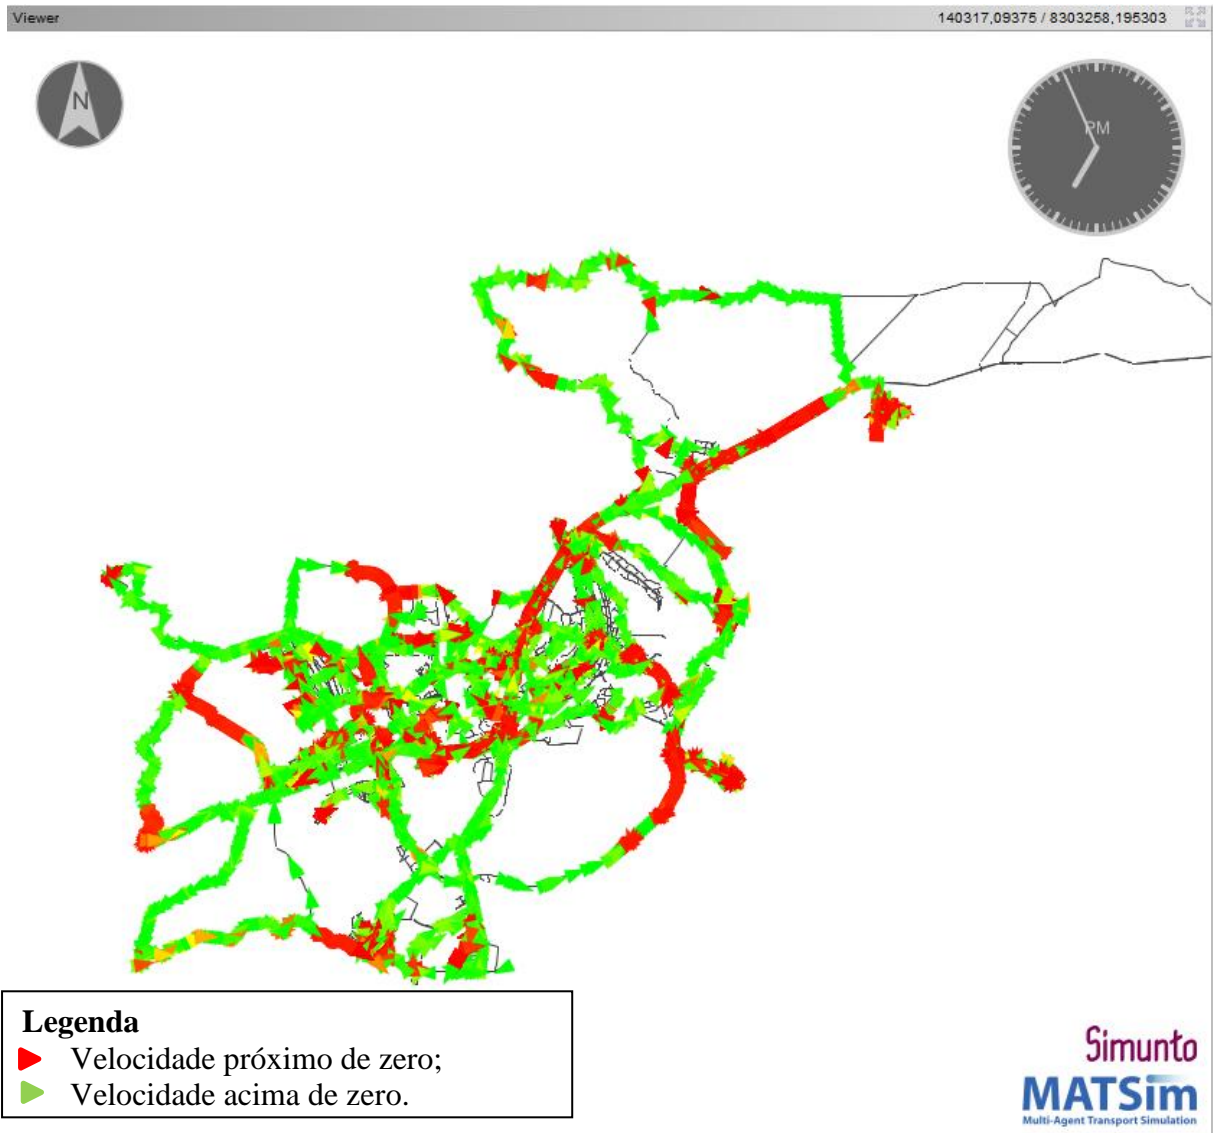 Viewer
140317,09375 / 8303258,195303
N
PM
Legenda
Velocidade próximo de zero;
Velocidade acima de zero.
Simunto
MATSim
Multi-Agent Transport Simulation